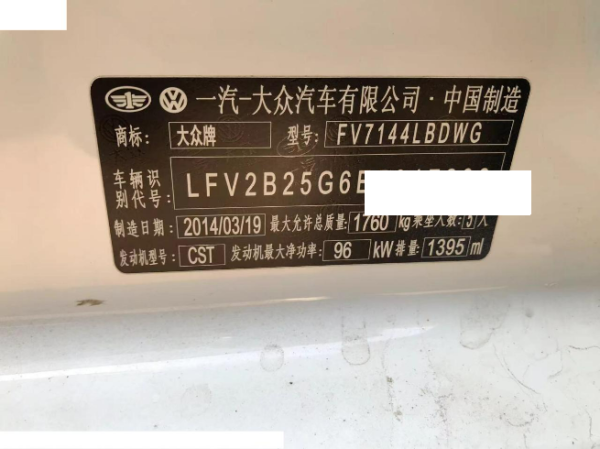 一汽-大众汽车有限公司·中国制造
商标: 大众牌 型号: FV7144LBDWG
车辆识别代号: LFV2B25G6
制造日期: 2014/03/19 最大允许总质量: 1760 kg 乘坐人数: 5 人
发动机型号: CST 发动机最大净功率: 96 kW 排量: 1395 ml